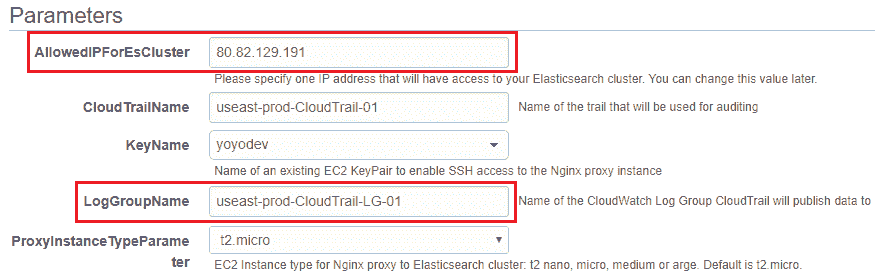 Parameters
AllowedIPForEsCluster 80.82.129.191
Please specify one IP address that will have access to your Elasticsearch cluster. You can change this value later.
CloudTrailName useast-prod-CloudTrail-01 Name of the trail that will be used for auditing
KeyName yoyodev
Name of an existing EC2 KeyPair to enable SSH access to the Nginx proxy instance
LogGroupName useast-prod-CloudTrail-LG-01 Name of the CloudWatch Log Group CloudTrail will publish data to
ProxyInstanceTypeParame t2.micro
ter
EC2 Instance type for Nginx proxy to Elasticsearch cluster: t2 nano, micro, medium or arge. Default is t2.micro.